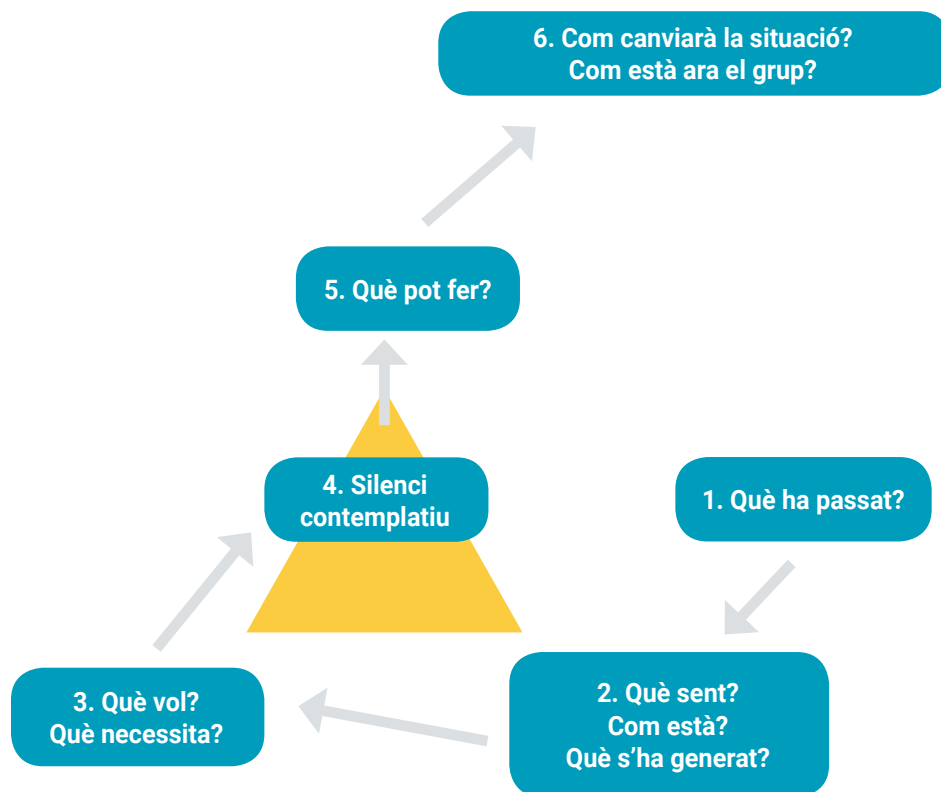 6. Com canviarà la situació?
Com està ara el grup?
5. Què pot fer?
4. Silenci
contemplatiu
1. Què ha passat?
3. Què vol?
Què necessita?
2. Què sent?
Com està?
Què s’ha generat?